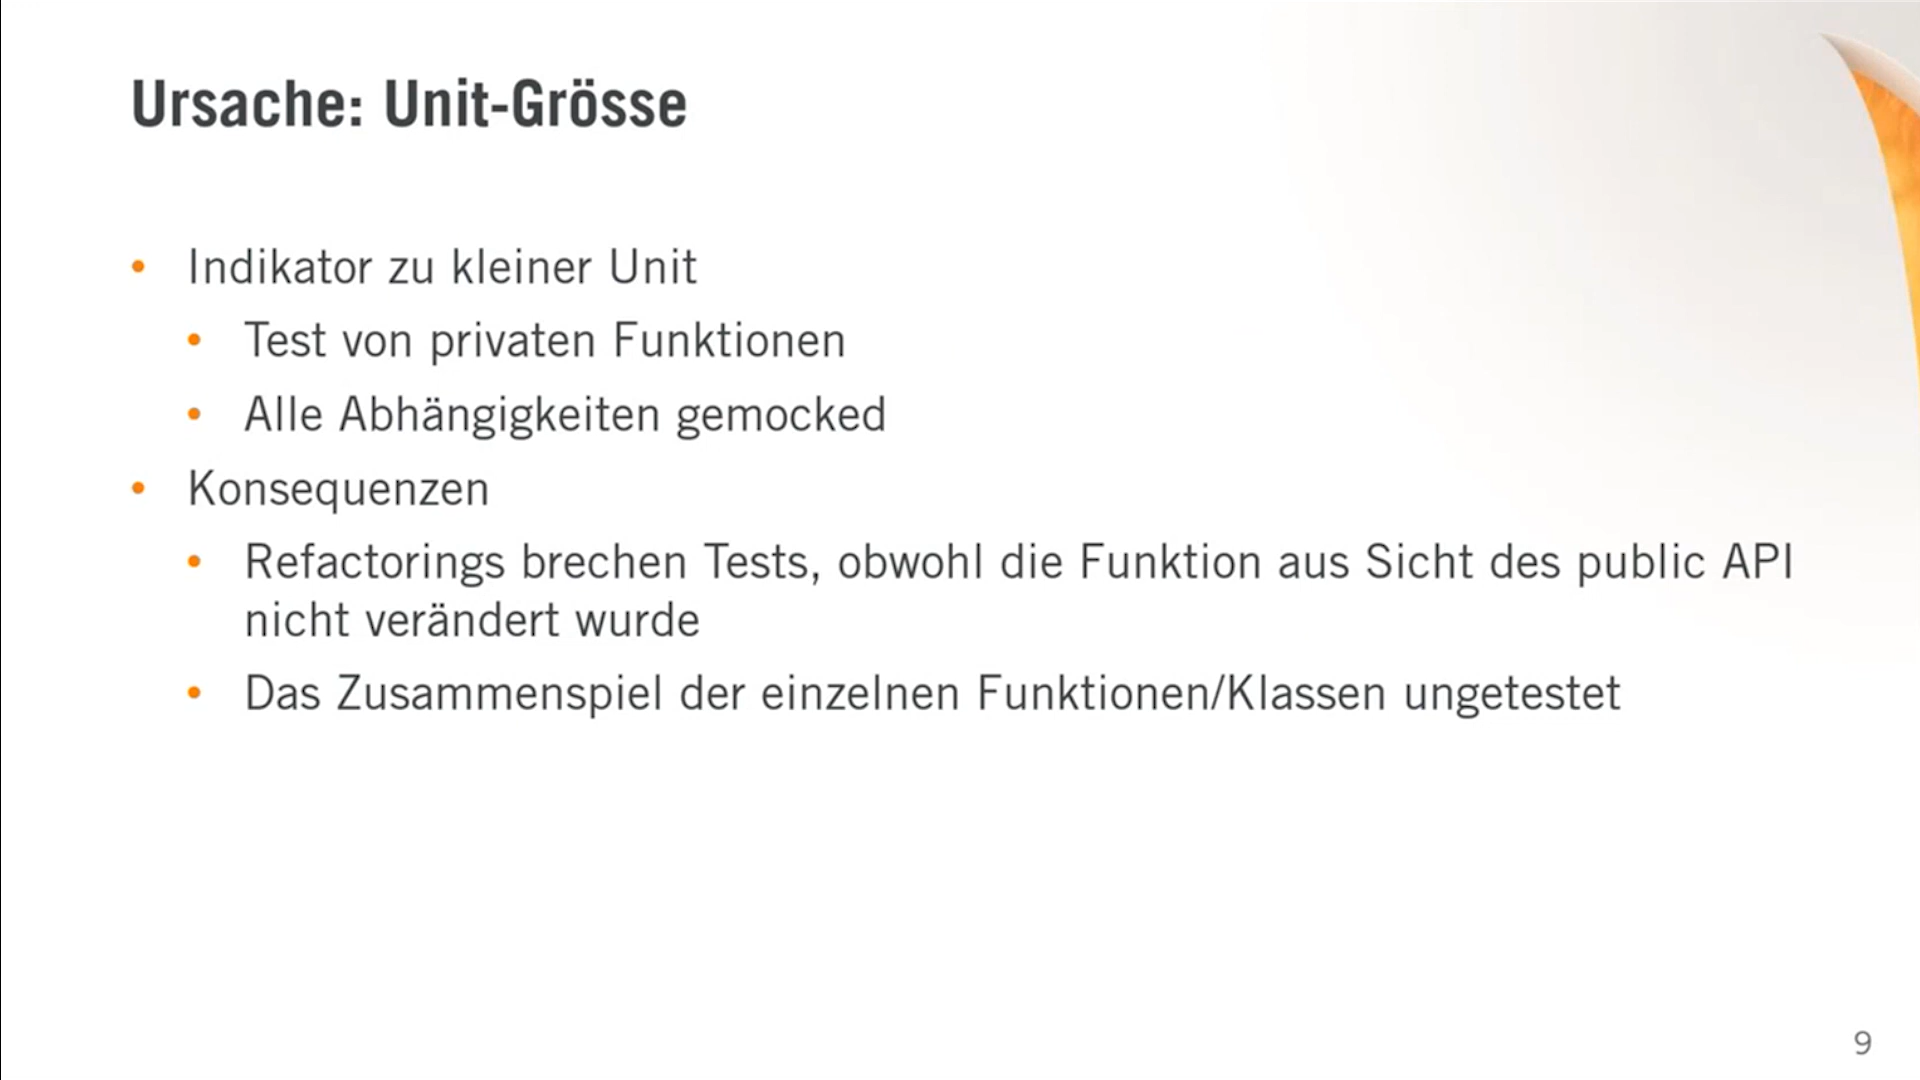 Ursache: Unit-Grösse
• Indikator zu kleiner Unit
• Test von privaten Funktionen
• Alle Abhängigkeiten gemocked
• Konsequenzen
• Refactorings brechen Tests, obwohl die Funktion aus Sicht des public API
nicht verändert wurde
• Das Zusammenspiel der einzelnen Funktionen/Klassen ungetestet
9